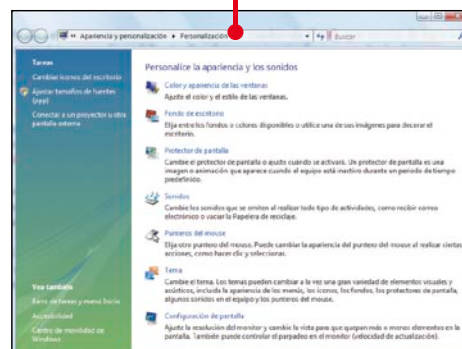 « Apariencia y personalización ▸ Personalización
Buscar
Tareas
Cambiar iconos del escritorio
Ajustar tamaños de fuentes
(ppp)
Conectar a un proyector u otra
pantalla externa
Vea también
Barra de tareas y menú Inicio
Accesibilidad
Centro de movilidad de
Windows
Personalice la apariencia y los sonidos
Color y apariencia de las ventanas
Ajuste el color y el estilo de las ventanas.
Fondo de escritorio
Elija entre los fondos o colores disponibles o utilice una de sus imágenes para decorar el
escritorio.
Protector de pantalla
Cambie el protector de pantalla o ajuste cuándo se activará. Un protector de pantalla es una
imagen o animación que aparece cuando el equipo está inactivo durante un periodo de tiempo
predefinido.
Sonidos
Cambie los sonidos que se emiten al realizar todo tipo de actividades, como recibir correo
electrónico o vaciar la Papelera de reciclaje.
Punteros del mouse
Elija otro puntero del mouse. Puede cambiar la apariencia del puntero del mouse al realizar ciertas
acciones, como hacer clic y seleccionar.
Tema
Cambie el tema. Los temas pueden cambiar a la vez una gran variedad de elementos visuales y
acústicos, incluida la apariencia de los menús, los iconos, los fondos, los protectores de pantalla,
algunos sonidos en el equipo y los punteros del mouse.
Configuración de pantalla
Ajuste la resolución del monitor y cambie la vista para que quepan más o menos elementos en la
pantalla. También puede controlar el parpadeo en el monitor (velocidad de actualización).